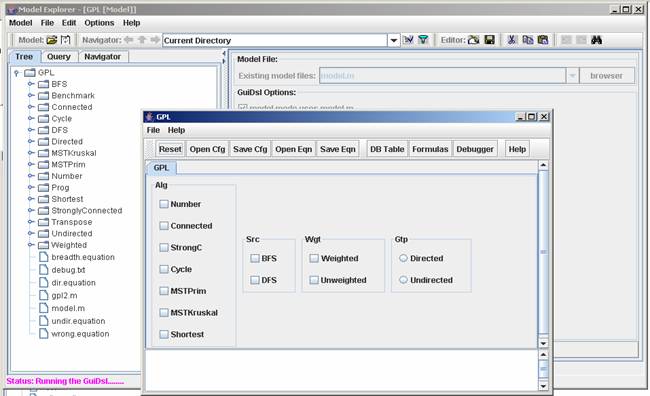 Model Explorer - [GPL [Model]]
Model File Edit Options Help
Model: Navigator: Current Directory Editor:
Tree Query Navigator
GPL
BFS
Benchmark
Connected
Cycle
DFS
Directed
MSTKruskal
MSTPrim
Number
Prog
Shortest
StronglyConnected
Transpose
Undirected
Weighted
breadth.equation
debug.txt
dir.equation
gpl2.m
model.m
undir.equation
wrong.equation
Status: Running the GuiDsl........
Model File:
Existing model files: model.m browser
GuiDsl Options:
model mode uses model.m
GPL
File Help
Reset Open Cfg Save Cfg Open Eqn Save Eqn DB Table Formulas Debugger Help
GPL
Alg
Number
Connected
StrongC
Cycle
MSTPrim
MSTKruskal
Shortest
Src
BFS
DFS
Wgt
Weighted
Unweighted
Gtp
Directed
Undirected